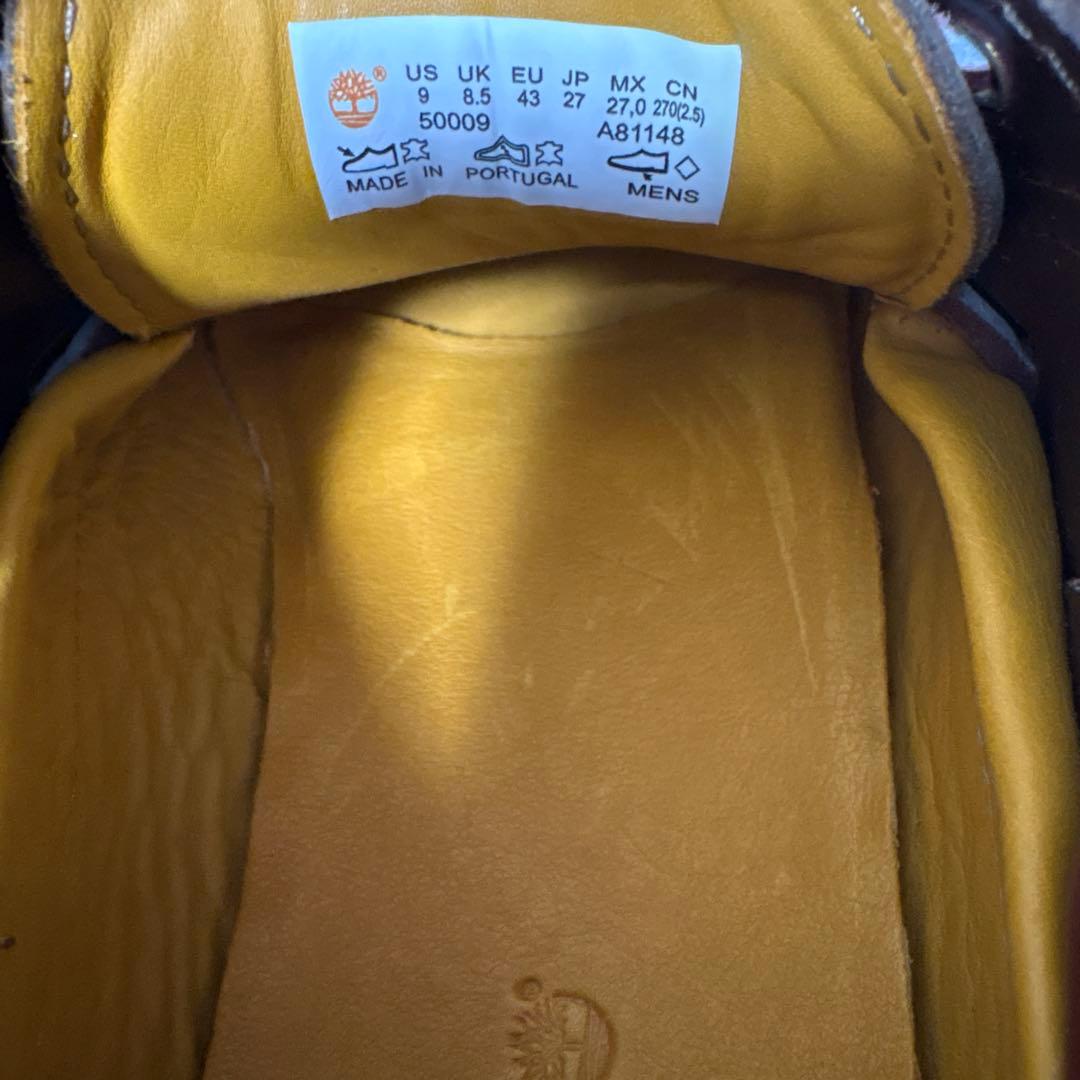 US UK EU JP MX CN
9 8.5 43 27 27,0 270(2.5)
50009 A81148
MADE IN PORTUGAL MENS